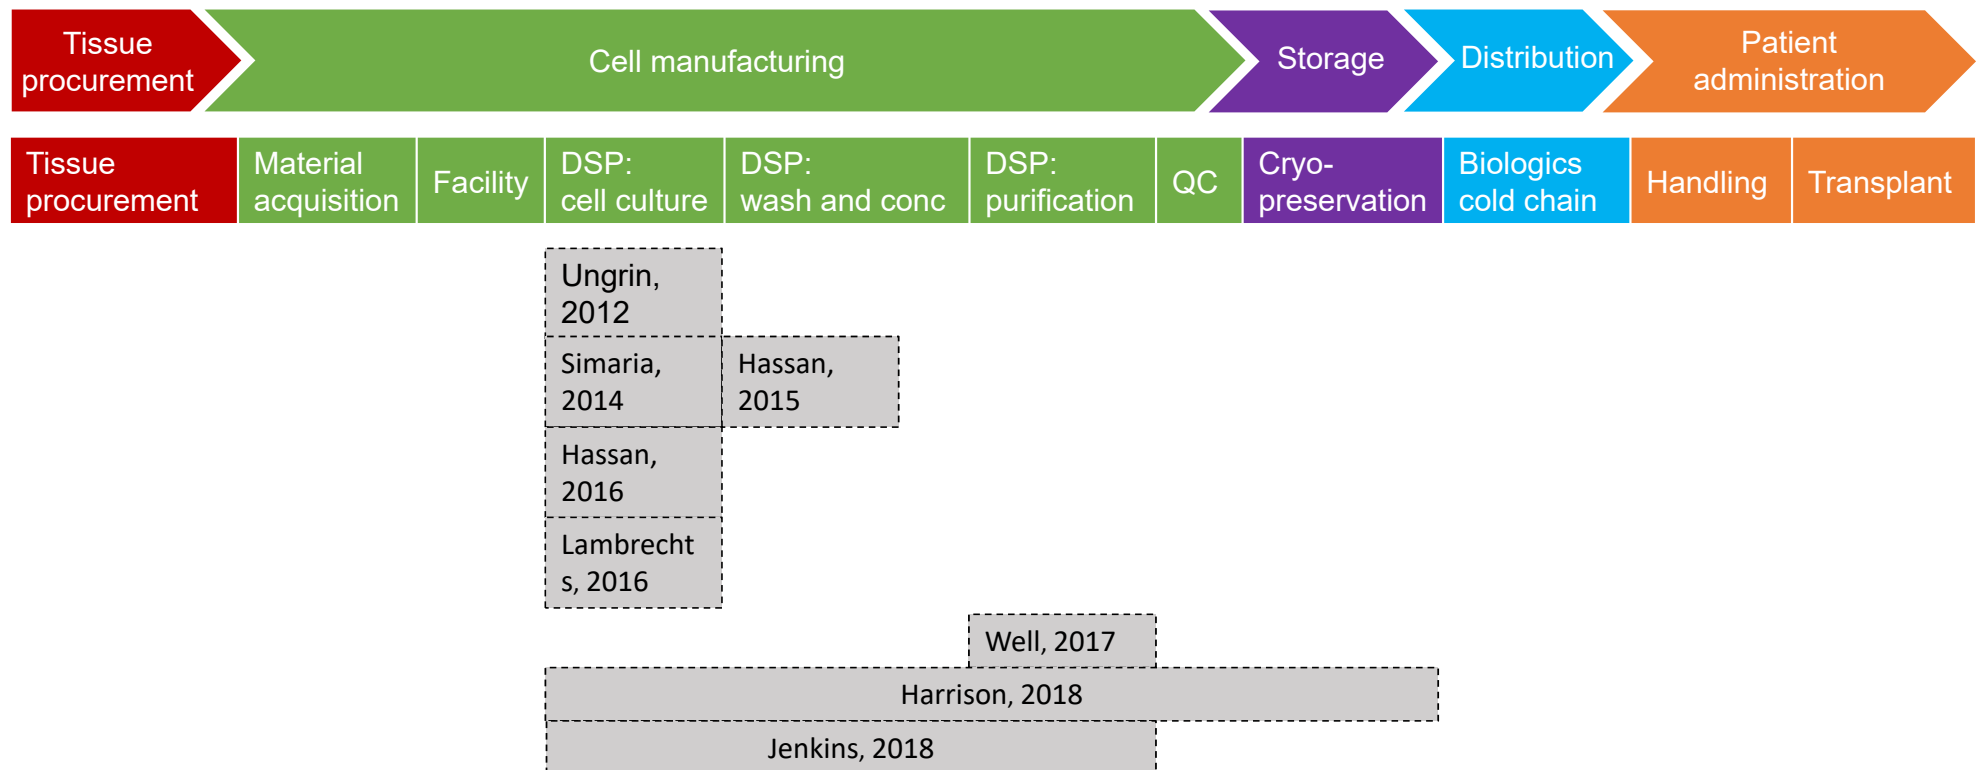 Tissue
procurement
Cell manufacturing
Storage
Distribution
Patient
administration
Tissue
procurement
Material
acquisition
Facility
DSP:
cell culture
DSP:
wash and conc
DSP:
purification
QC
Cryo-
preservation
Biologics
cold chain
Handling
Transplant
Ungrin,
2012
Simaria,
2014
Hassan,
2015
Hassan,
2016
Lambrecht
s, 2016
Well, 2017
Harrison, 2018
Jenkins, 2018